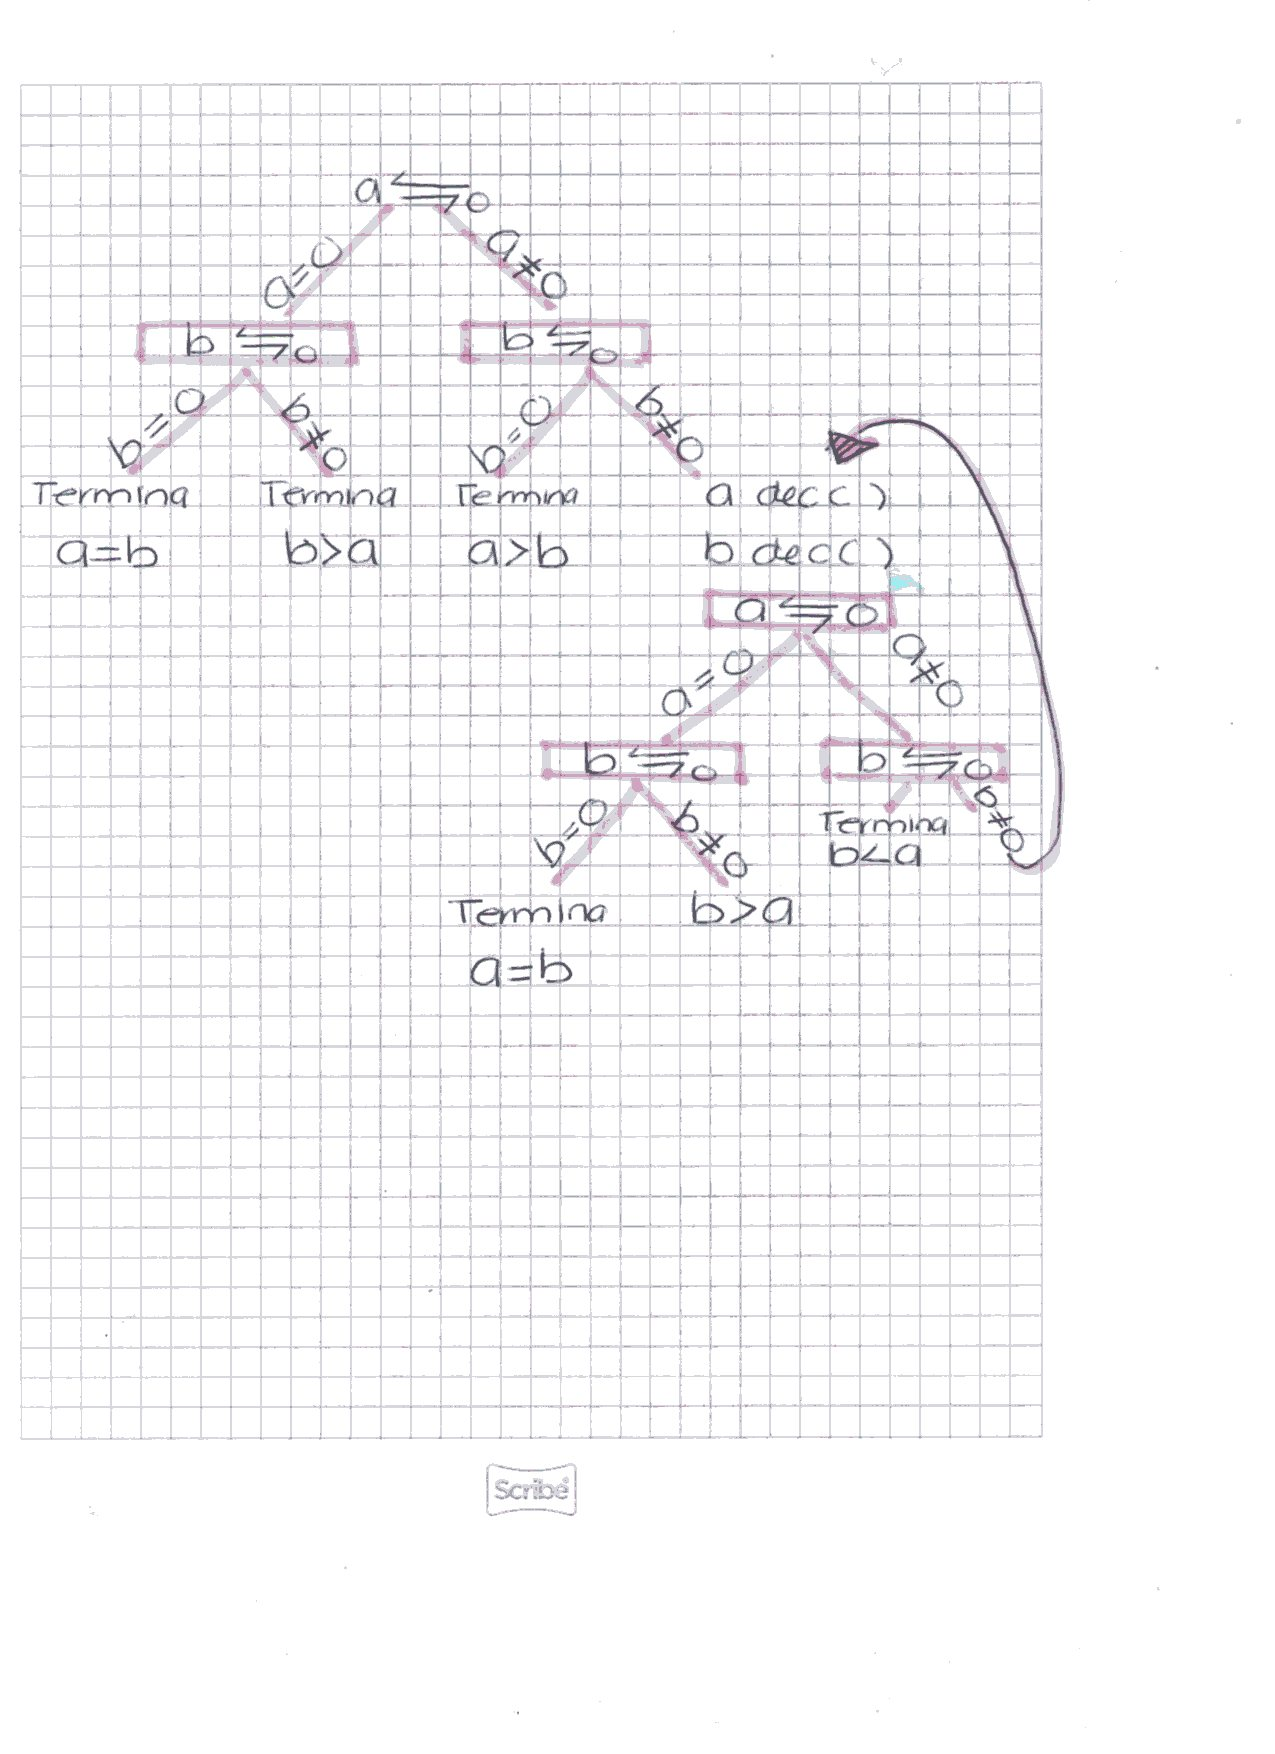 a ⇌ 0
a=0
a≠0
b ⇌ 0
b ⇌ 0
b=0
b≠0
b=0
b≠0
Termina
Termina
Termina
a dec()
a=b
b>a
a>b
b dec()
a ⇌ 0
a=0
a≠0
b ⇌ 0
b ⇌ 0
b=0
b≠0
Termina
b≠0
b<a
Termina
b>a
a=b
Scribe